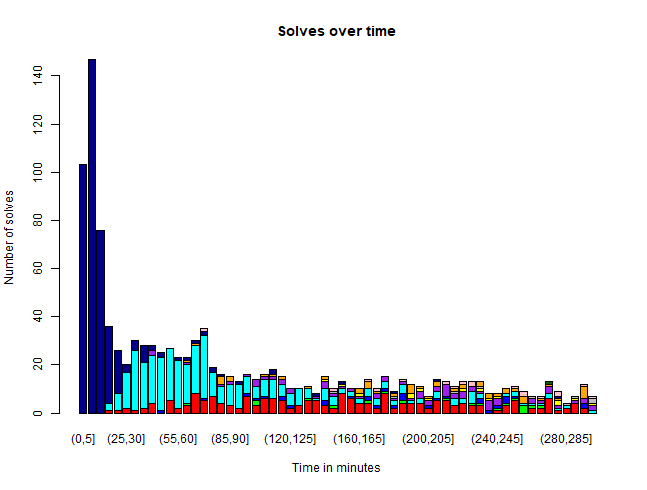 Solves over time
Number of solves
140
120
100
80
60
40
20
0
(0,5] (25,30] (55,60] (85,90] (120,125] (160,165] (200,205] (240,245] (280,285]
Time in minutes